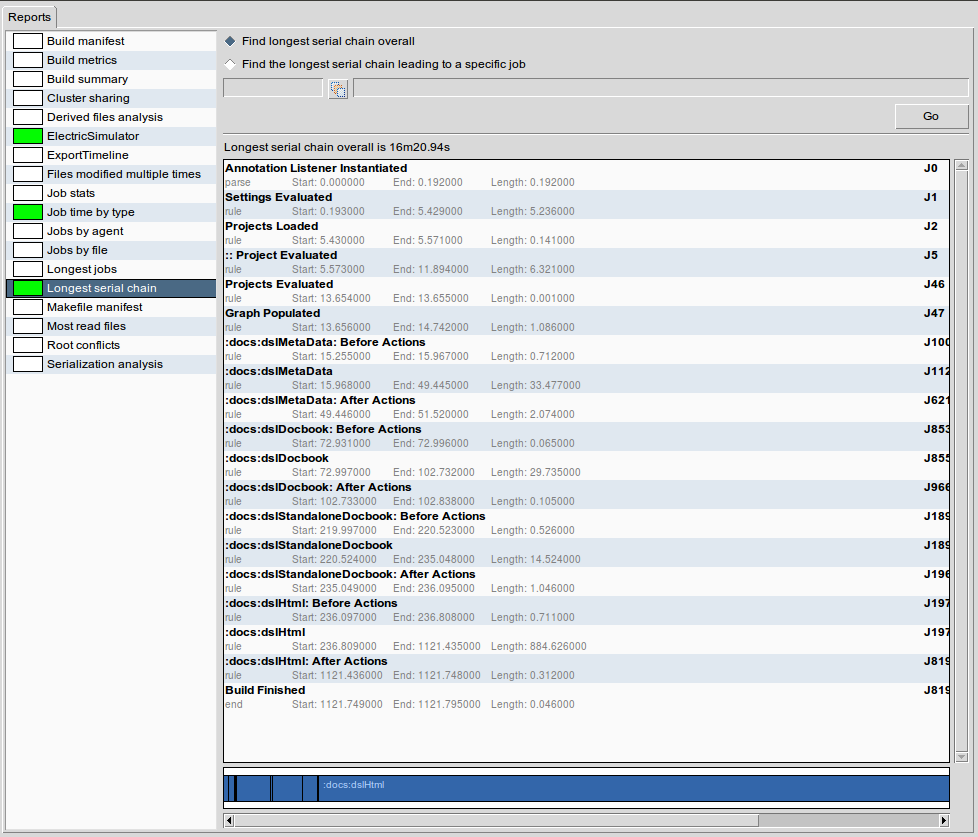 Reports
Build manifest
Build metrics
Build summary
Cluster sharing
Derived files analysis
ElectricSimulator
ExportTimeline
Files modified multiple times
Job stats
Job time by type
Jobs by agent
Jobs by file
Longest jobs
Longest serial chain
Makefile manifest
Most read files
Root conflicts
Serialization analysis
Find longest serial chain overall
Find the longest serial chain leading to a specific job
Go
Longest serial chain overall is 16m20.94s
Annotation Listener Instantiated J0
parse Start: 0.000000 End: 0.192000 Length: 0.192000
Settings Evaluated J1
rule Start: 0.193000 End: 5.429000 Length: 5.236000
Projects Loaded J2
rule Start: 5.430000 End: 5.571000 Length: 0.141000
:: Project Evaluated J5
rule Start: 5.573000 End: 11.894000 Length: 6.321000
Projects Evaluated J46
rule Start: 13.654000 End: 13.655000 Length: 0.001000
Graph Populated J47
rule Start: 13.656000 End: 14.742000 Length: 1.086000
:docs:dslMetaData: Before Actions J100
rule Start: 15.255000 End: 15.967000 Length: 0.712000
:docs:dslMetaData J112
rule Start: 15.968000 End: 49.445000 Length: 33.477000
:docs:dslMetaData: After Actions J621
rule Start: 49.446000 End: 51.520000 Length: 2.074000
:docs:dslDocbook: Before Actions J853
rule Start: 72.931000 End: 72.996000 Length: 0.065000
:docs:dslDocbook J855
rule Start: 72.997000 End: 102.732000 Length: 29.735000
:docs:dslDocbook: After Actions J966
rule Start: 102.733000 End: 102.838000 Length: 0.105000
:docs:dslStandaloneDocbook: Before Actions J189
rule Start: 219.997000 End: 220.523000 Length: 0.526000
:docs:dslStandaloneDocbook J189
rule Start: 220.524000 End: 235.048000 Length: 14.524000
:docs:dslStandaloneDocbook: After Actions J196
rule Start: 235.049000 End: 236.095000 Length: 1.046000
:docs:dslHtml: Before Actions J197
rule Start: 236.097000 End: 236.808000 Length: 0.711000
:docs:dslHtml J197
rule Start: 236.809000 End: 1121.435000 Length: 884.626000
:docs:dslHtml: After Actions J819
rule Start: 1121.436000 End: 1121.748000 Length: 0.312000
Build Finished J819
end Start: 1121.749000 End: 1121.795000 Length: 0.046000
:docs:dslHtml